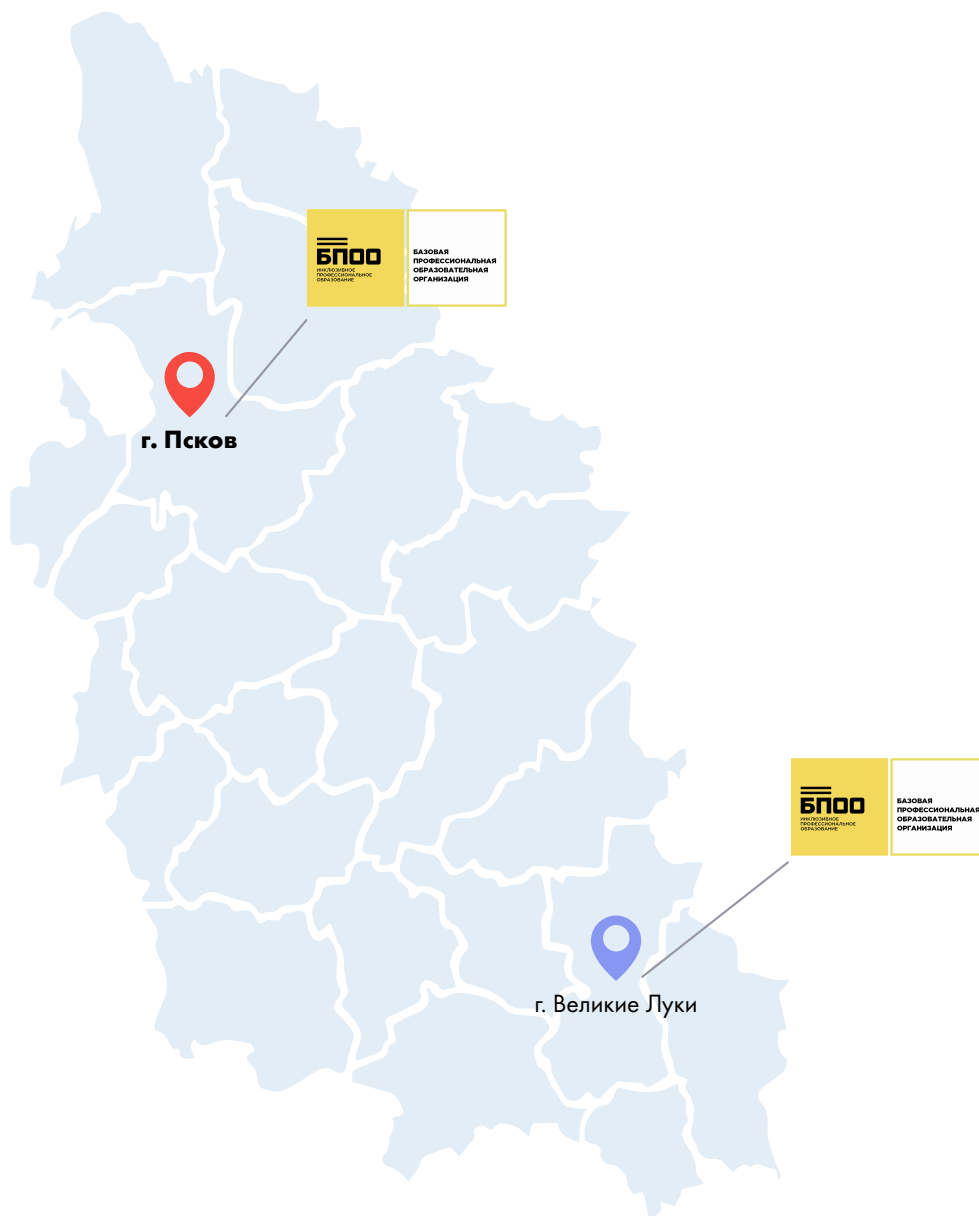 БПОО
ИНКЛЮЗИВНОЕ
ПРОФЕССИОНАЛЬНОЕ
ОБРАЗОВАНИЕ
БАЗОВАЯ
ПРОФЕССИОНАЛЬНАЯ
ОБРАЗОВАТЕЛЬНАЯ
ОРГАНИЗАЦИЯ
г. Псков
БПОО
ИНКЛЮЗИВНОЕ
ПРОФЕССИОНАЛЬНОЕ
ОБРАЗОВАНИЕ
БАЗОВАЯ
ПРОФЕССИОНАЛЬНАЯ
ОБРАЗОВАТЕЛЬНАЯ
ОРГАНИЗАЦИЯ
г. Великие Луки